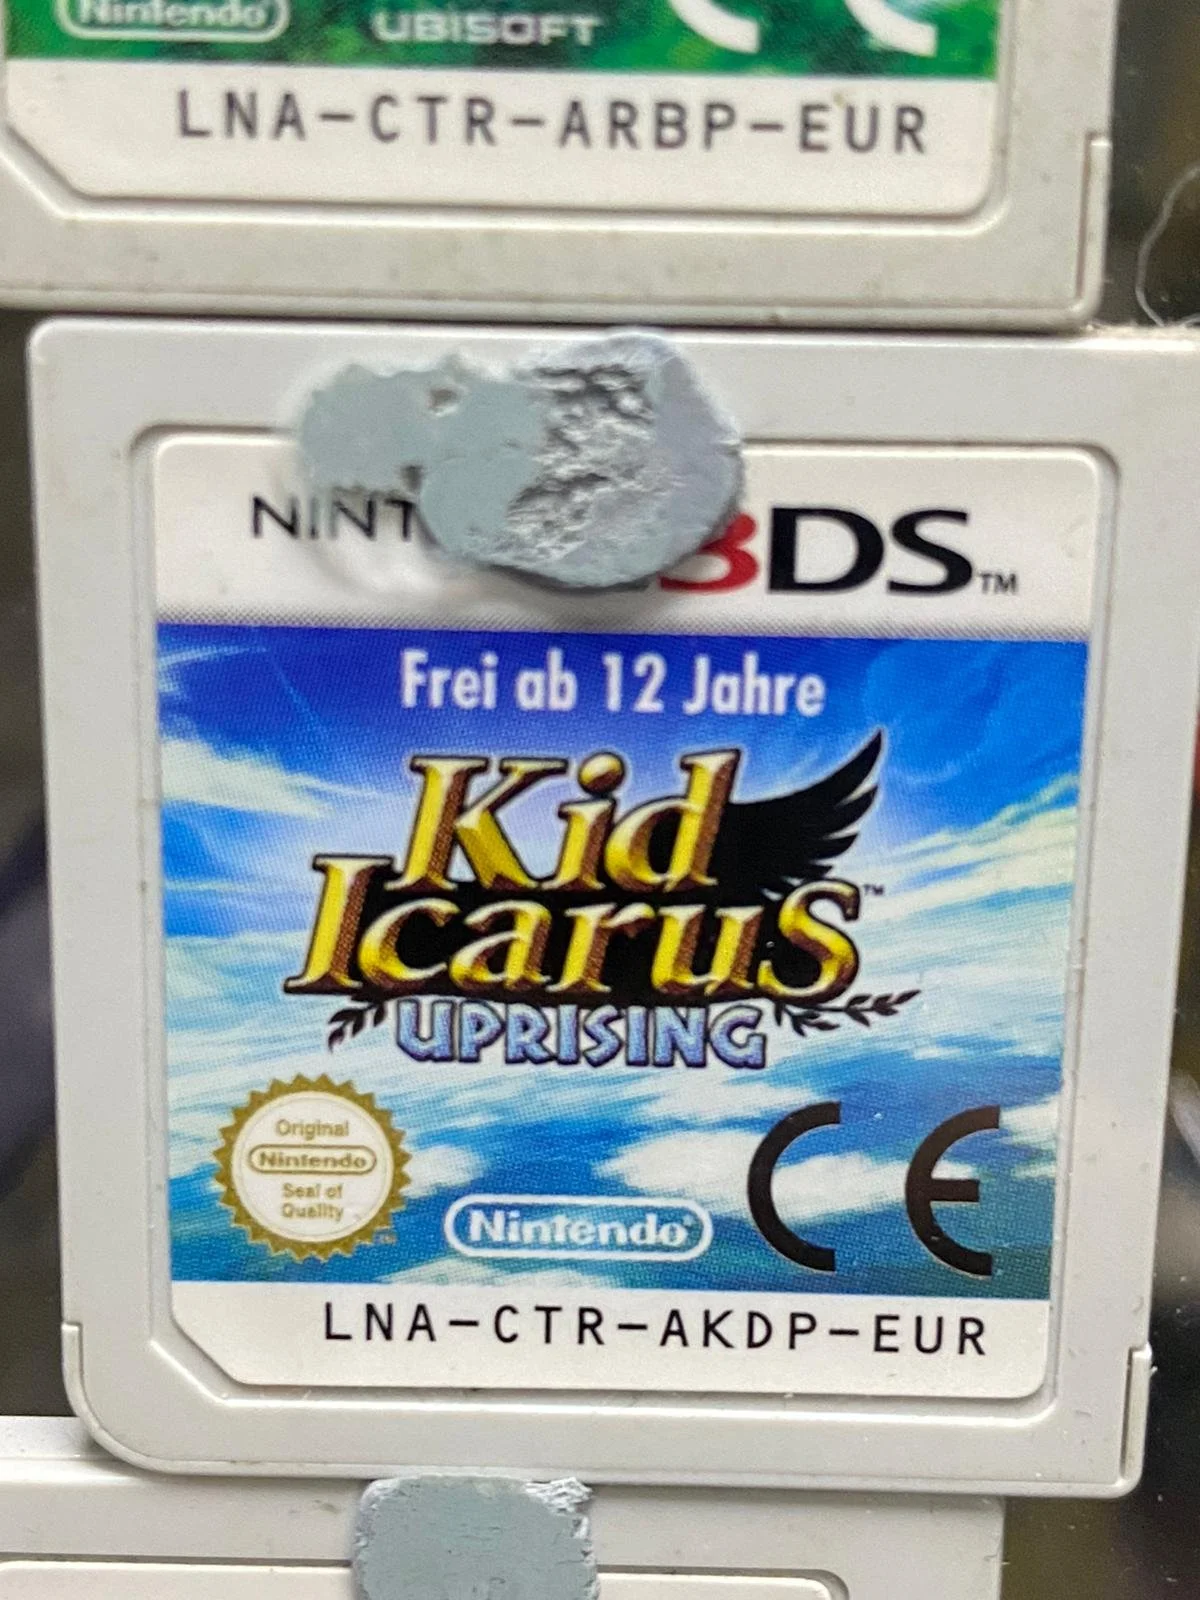 Nintendo
UBISOFT
CE
LNA-CTR-ARBP-EUR
NINT 3DS™
Frei ab 12 Jahre
Kid
Icarus™
UPRISING
Original
Nintendo
Seal of
Quality
Nintendo
CE
LNA-CTR-AKDP-EUR